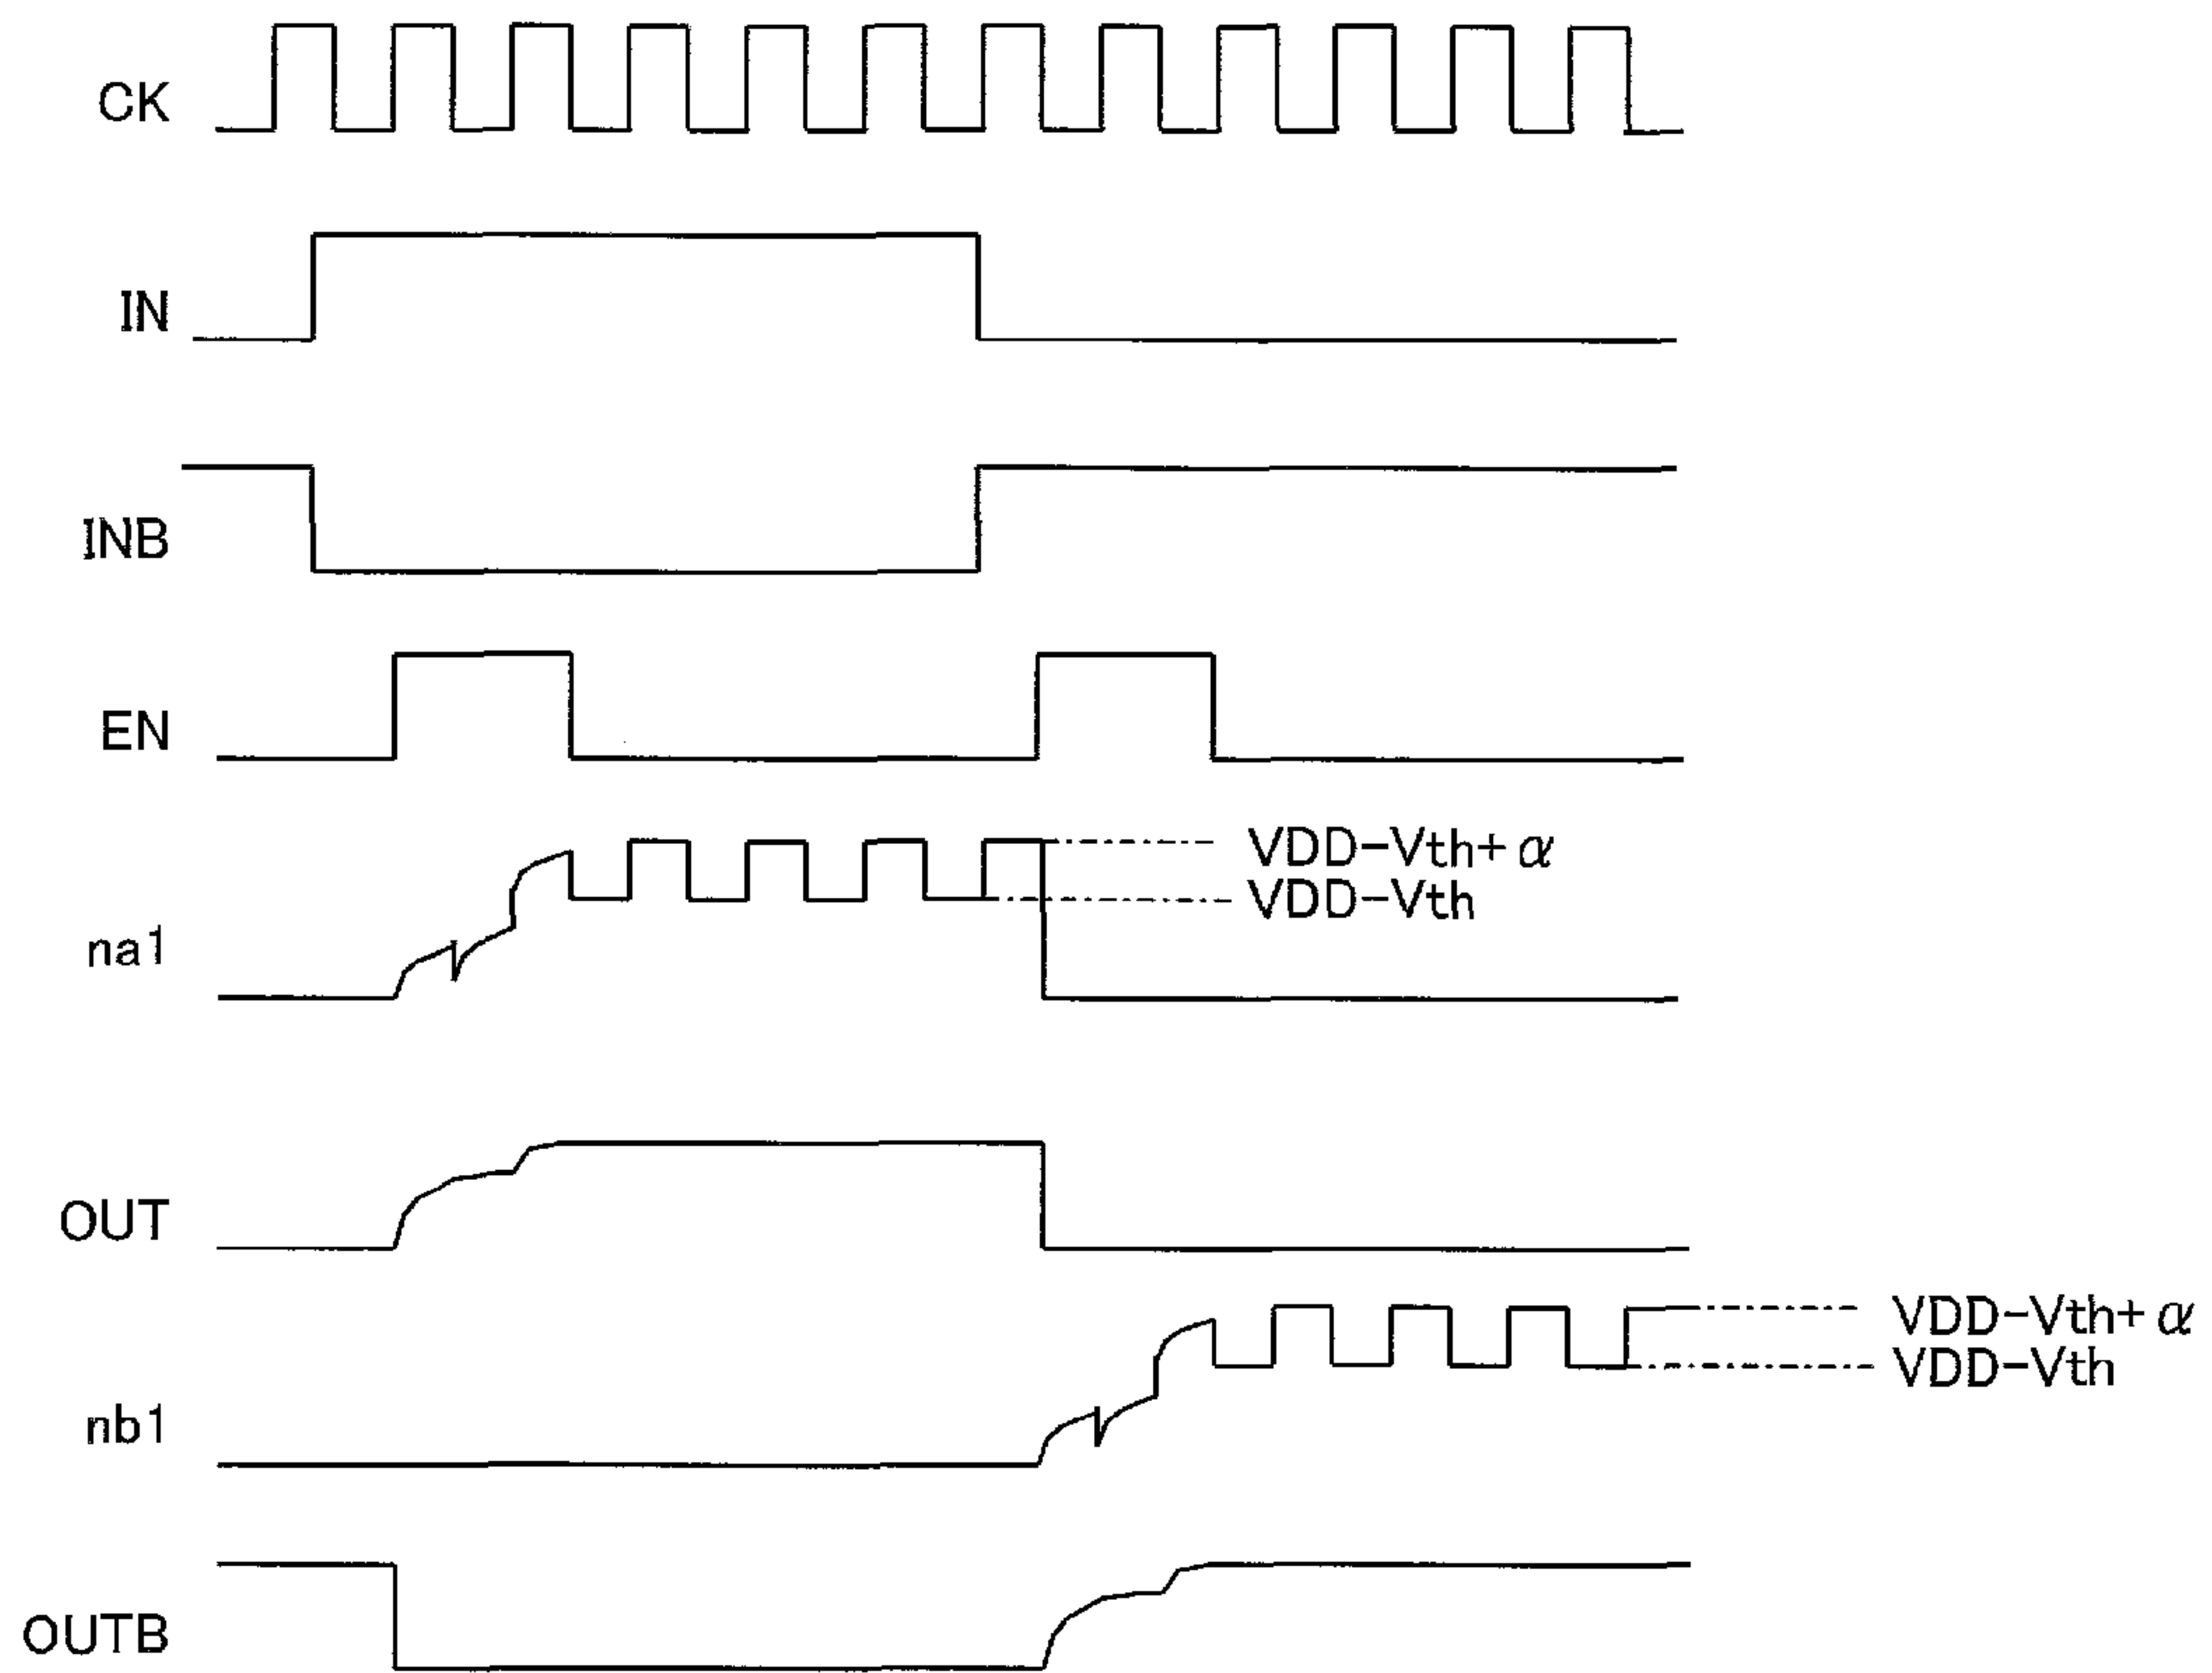 CK
IN
INB
EN
VDD-Vth+α
VDD-Vth
na1
OUT
VDD-Vth+α
VDD-Vth
nb1
OUTB